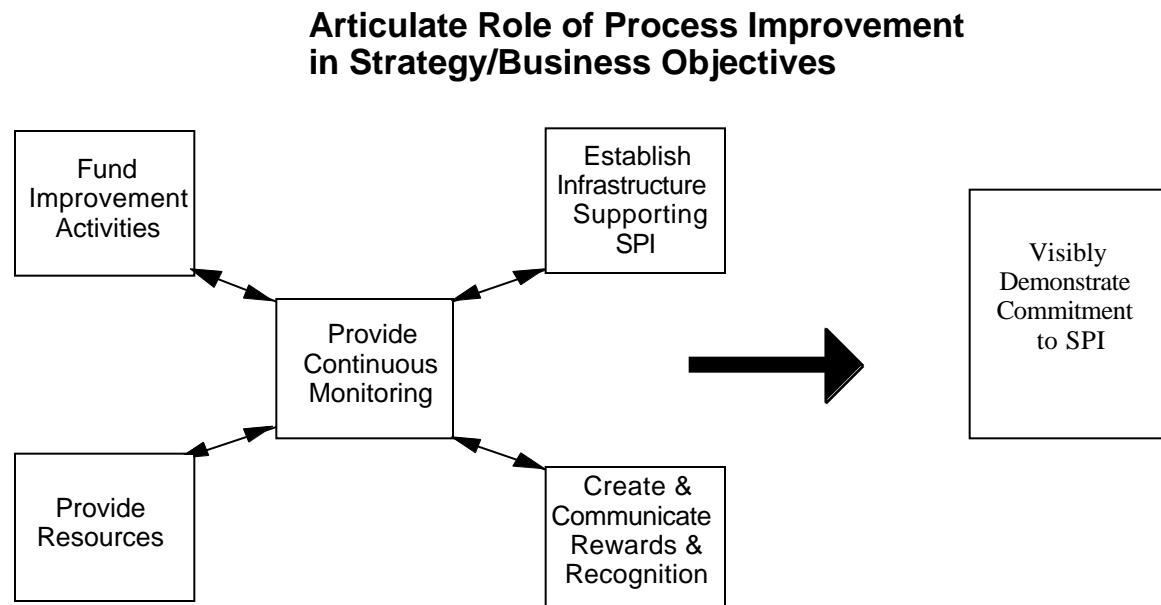 Articulate Role of Process Improvement
in Strategy/Business Objectives
Fund
Improvement
Activities
Establish
Infrastructure
Supporting
SPI
Provide
Continuous
Monitoring
Provide
Resources
Create &
Communicate
Rewards &
Recognition
Visibly
Demonstrate
Commitment
to SPI